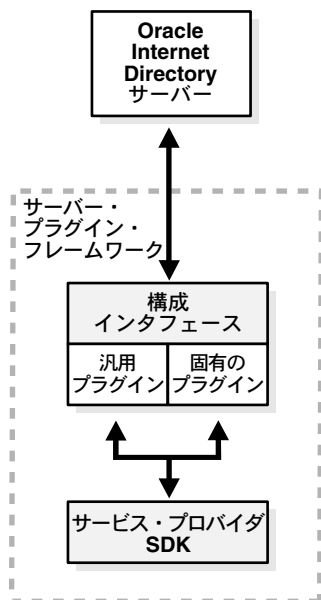 Oracle
Internet
Directory
サーバー
サーバー・
プラグイン・
フレームワーク
構成
インタフェース
汎用
プラグイン
固有の
プラグイン
サービス・プロバイダ
SDK